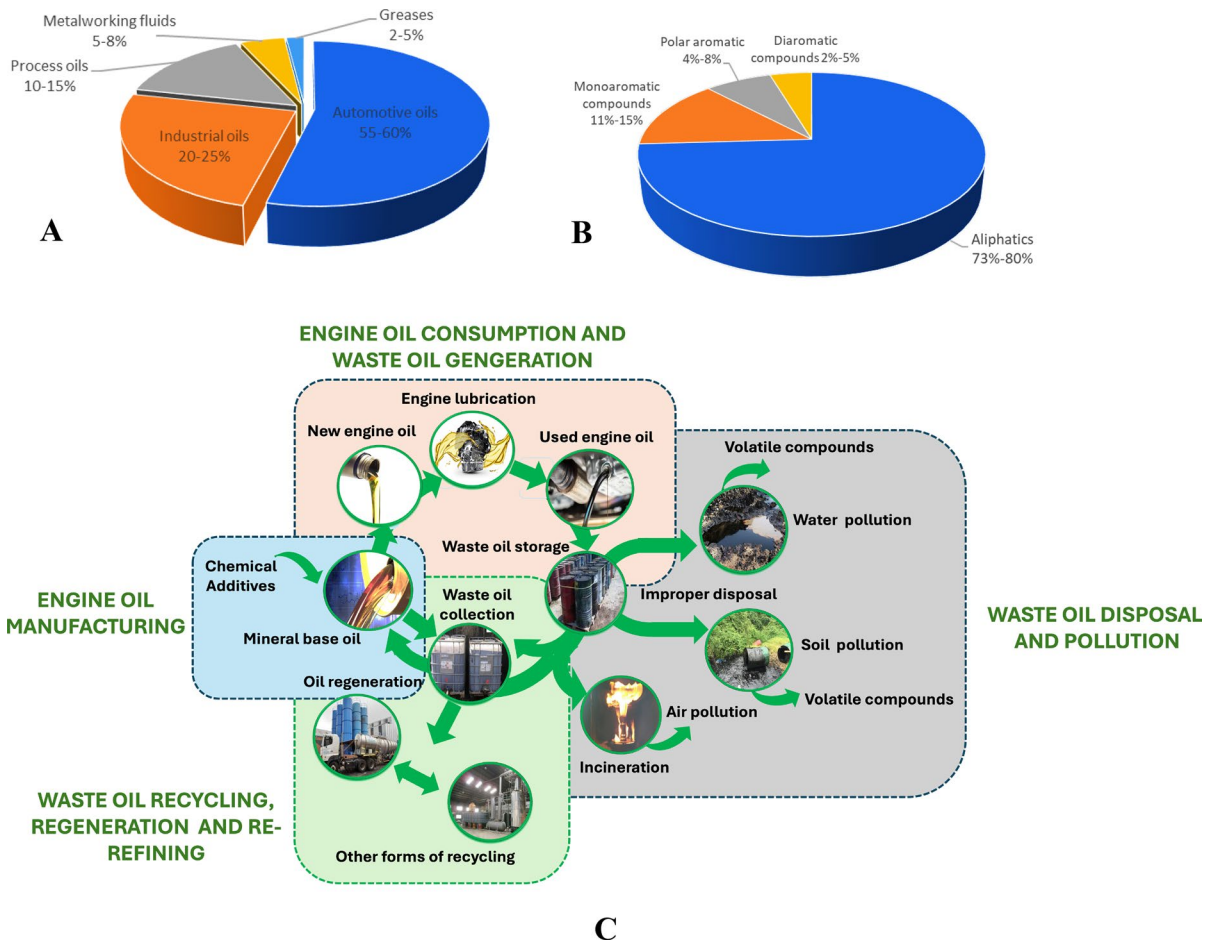 Metalworking fluids
5-8%
Greases
2-5%
Process oils
10-15%
Automotive oils
55-60%
Industrial oils
20-25%
A
Polar aromatic
4%-8%
Diaromatic
compounds 2%-5%
Monoaromatic
compounds
11%-15%
Aliphatics
73%-80%
B
ENGINE OIL CONSUMPTION AND
WASTE OIL GENGERATION
Engine lubrication
New engine oil
Used engine oil
Volatile compounds
Water pollution
Waste oil storage
Chemical
Additives
Waste oil
collection
Improper disposal
ENGINE OIL
MANUFACTURING
WASTE OIL DISPOSAL
AND POLLUTION
Mineral base oil
Soil pollution
Oil regeneration
Volatile compounds
Air pollution
Incineration
WASTE OIL RECYCLING,
REGENERATION AND RE-
REFINING
Other forms of recycling
C